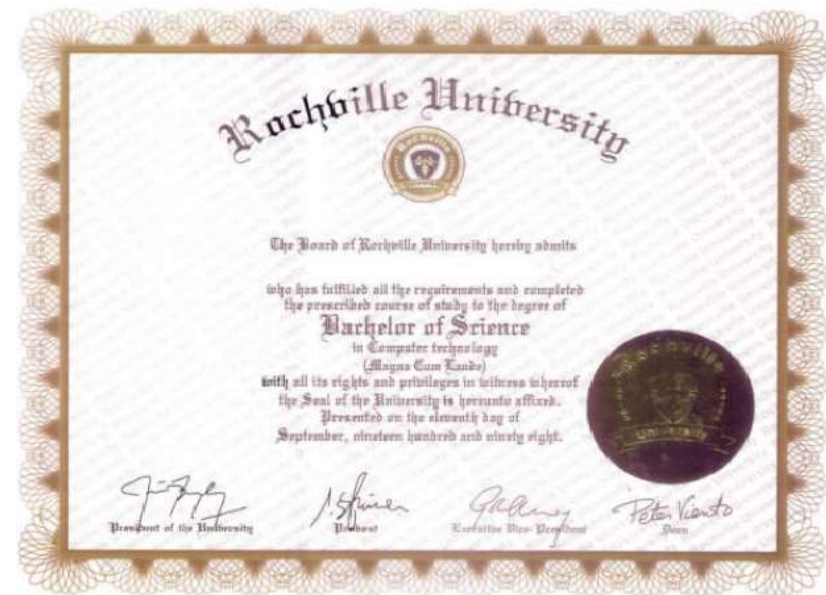 Rochville University
Rochville
The Board of Rochville University hereby admits
who has fulfilled all the requirements and completed
the prescribed course of study to the degree of
Bachelor of Science
in Computer technology
(Magna Cum Laude)
with all its rights and privileges in witness whereof
the Seal of the University is hereunto affixed.
Presented on the eleventh day of
September, nineteen hundred and ninety eight.
Rochville
University
Peter Viento
President of the University
Provost
Executive Vice-President
Dean